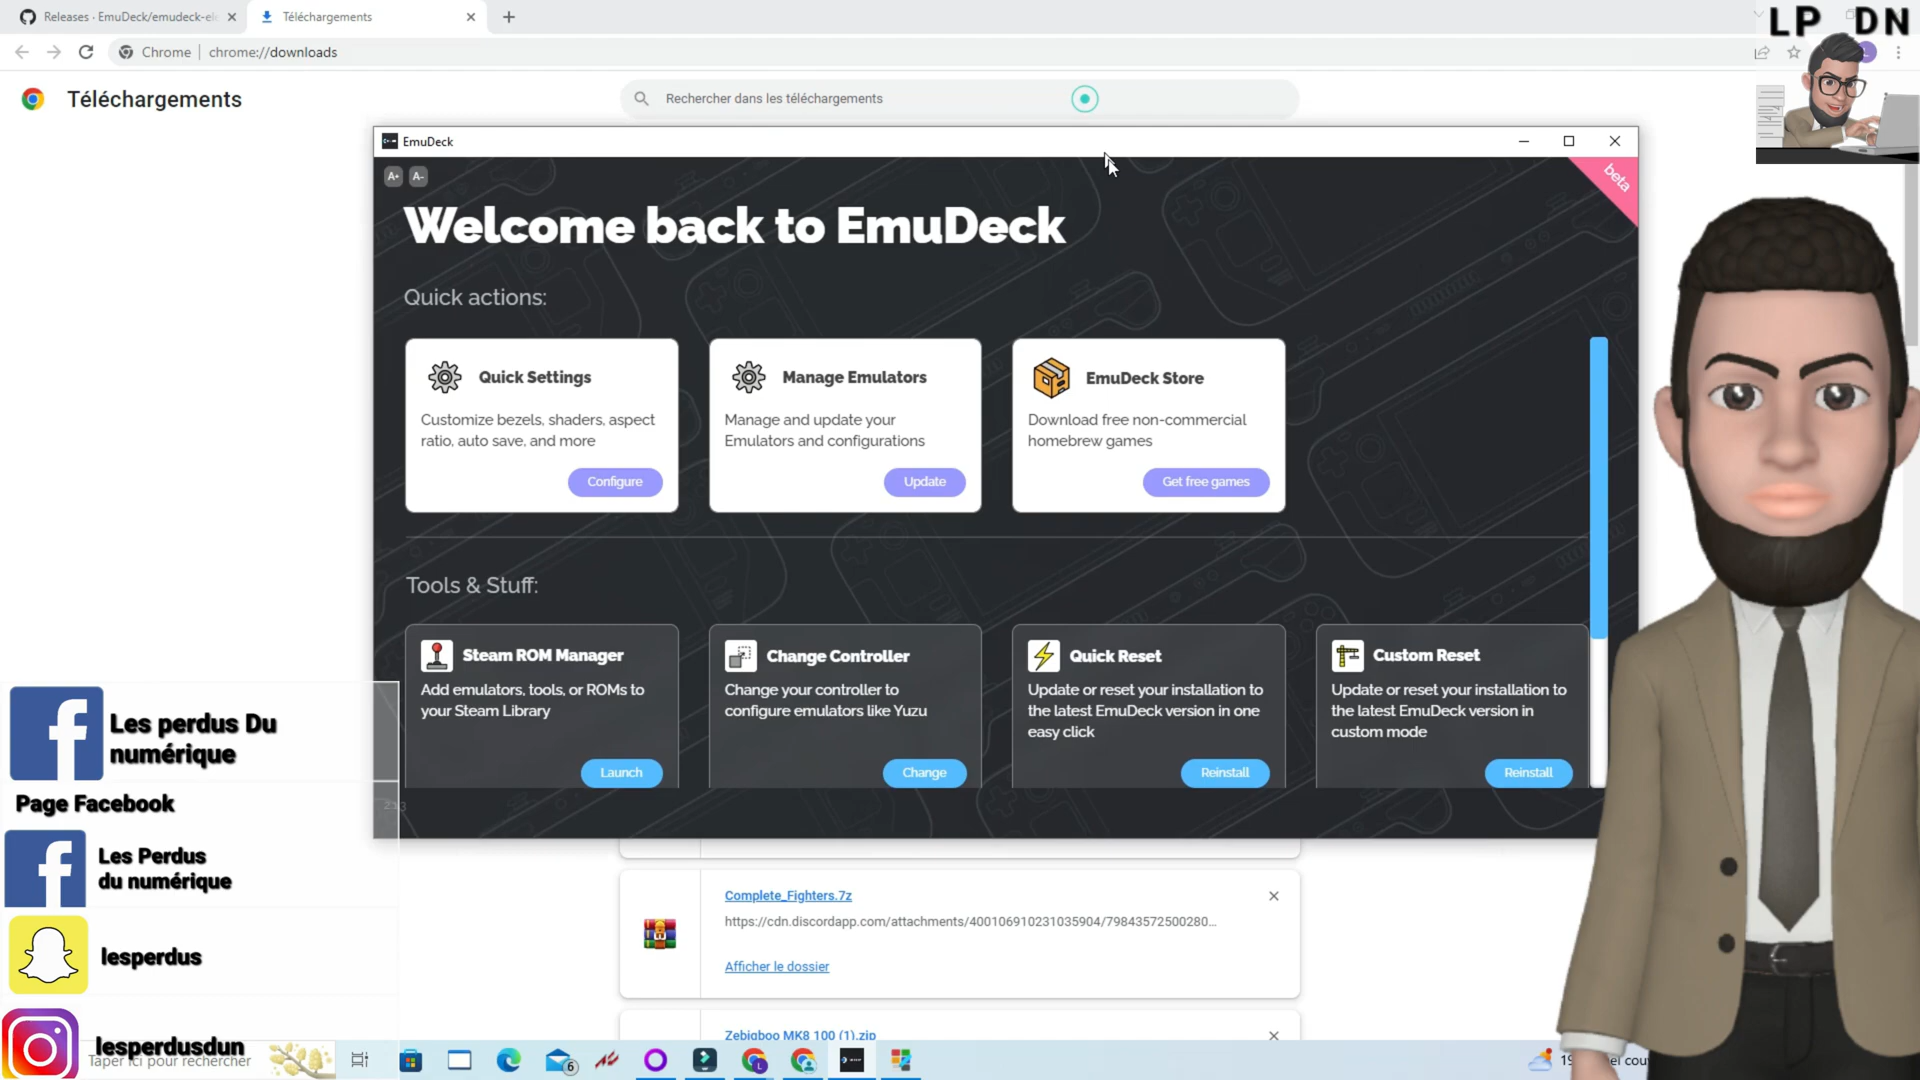 Releases · EmuDeck/emudeck-el
Téléchargements
LP DN
Chrome
chrome://downloads
Téléchargements
Rechercher dans les téléchargements
EmuDeck
A+
A-
beta
Welcome back to EmuDeck
Quick actions:
Quick Settings
Customize bezels, shaders, aspect
ratio, auto save, and more
Configure
Manage Emulators
Manage and update your
Emulators and configurations
Update
EmuDeck Store
Download free non-commercial
homebrew games
Get free games
Tools & Stuff:
Steam ROM Manager
Add emulators, tools, or ROMs to
your Steam Library
Launch
Change Controller
Change your controller to
configure emulators like Yuzu
Change
Quick Reset
Update or reset your installation to
the latest EmuDeck version in one
easy click
Reinstall
Custom Reset
Update or reset your installation to
the latest EmuDeck version in
custom mode
Reinstall
Les perdus Du
numérique
Page Facebook
Les Perdus
du numérique
lesperdus
lesperdusdun
Complete_Fighters.7z
https://cdn.discordapp.com/attachments/400106910231035904/79843572500280...
Afficher le dossier
Zebigboo MK8 100 (1).zip
Taper ici pour rechercher
6